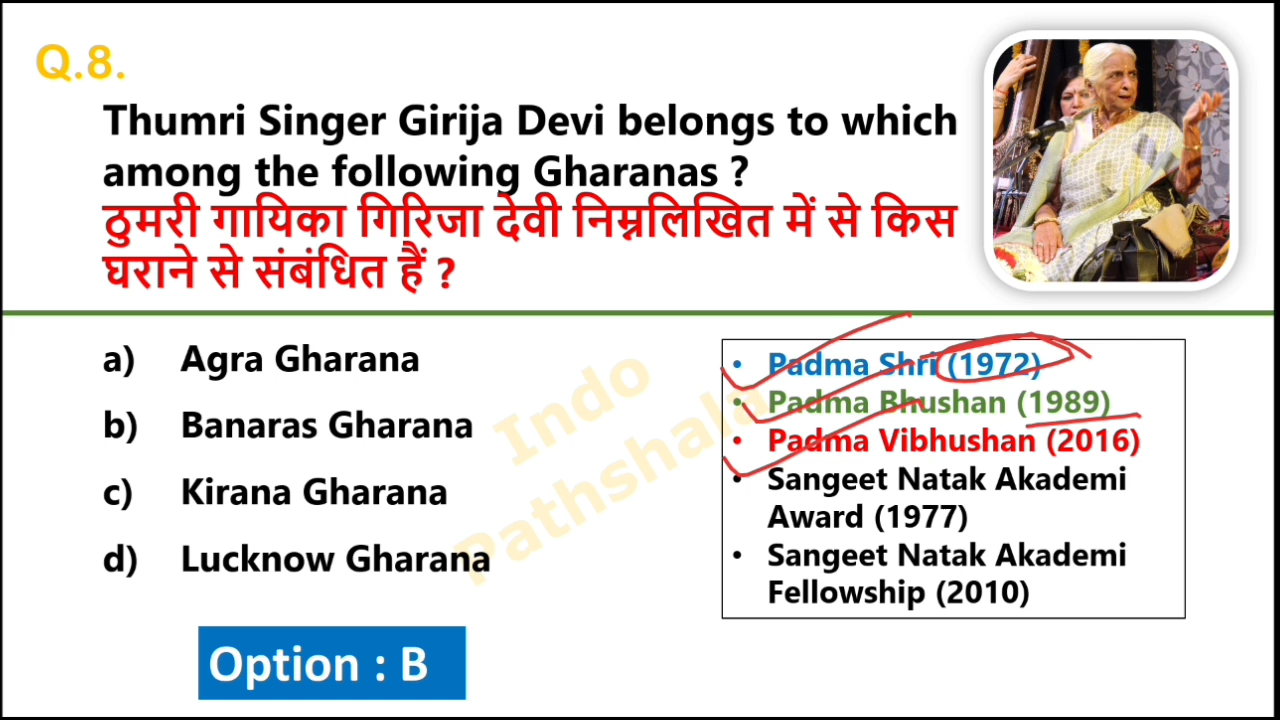 Q.8.
Thumri Singer Girija Devi belongs to which
among the following Gharanas ?
ठुमरी गायिका गिरिजा देवी निम्नलिखित में से किस
घराने से संबंधित हैं ?
a) Agra Gharana
b) Banaras Gharana
c) Kirana Gharana
d) Lucknow Gharana
Option : B
• Padma Shri (1972)
• Padma Bhushan (1989)
• Padma Vibhushan (2016)
• Sangeet Natak Akademi
Award (1977)
• Sangeet Natak Akademi
Fellowship (2010)
Indo
Pathshala